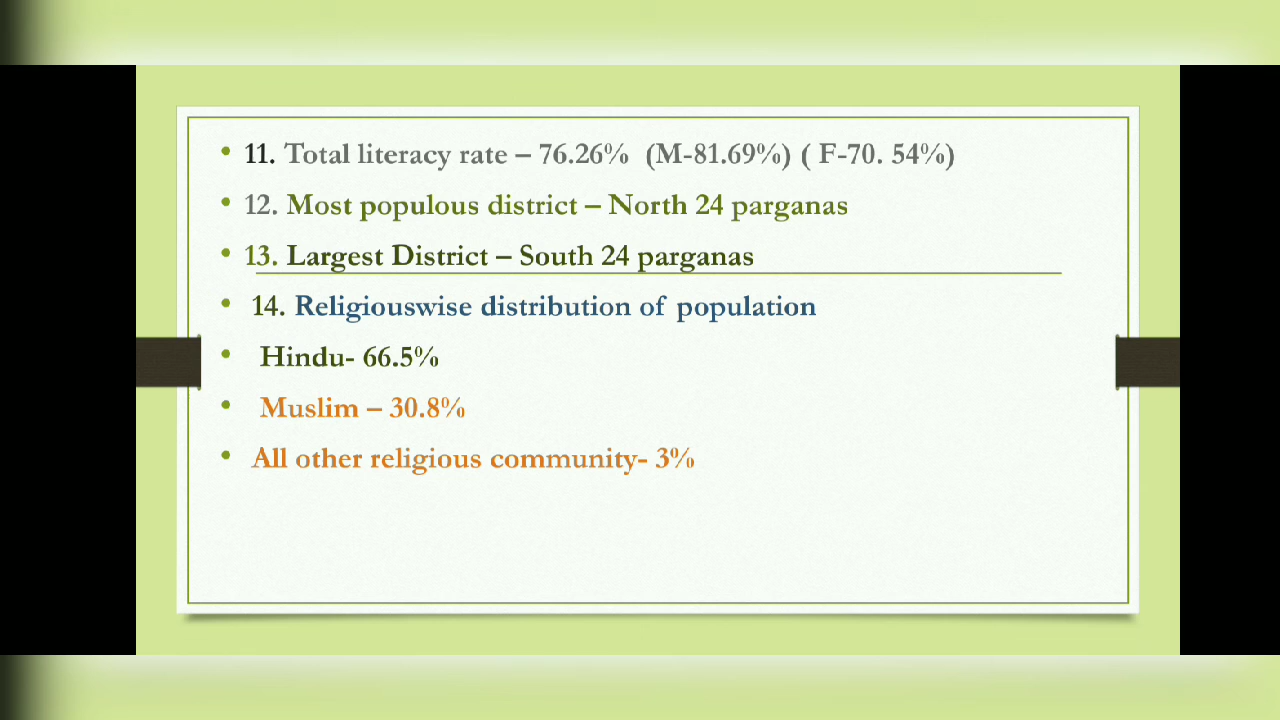 • 11. Total literacy rate – 76.26% (M-81.69%) ( F-70. 54%)
• 12. Most populous district – North 24 parganas
• 13. Largest District – South 24 parganas
• 14. Religiouswise distribution of population
• Hindu- 66.5%
• Muslim – 30.8%
• All other religious community- 3%